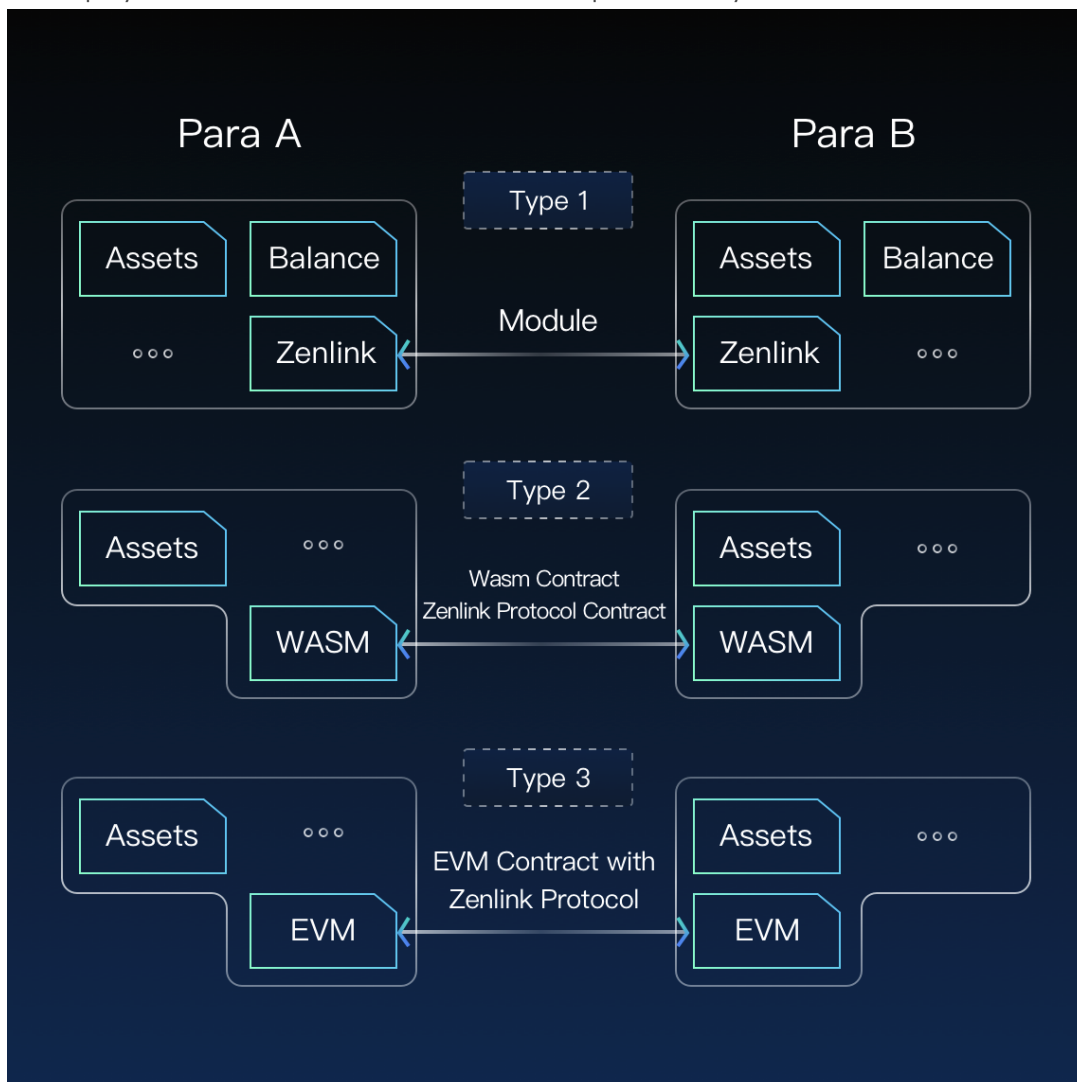 Para A
Para B
Type 1
Assets
Balance
Zenlink
Module
Assets
Balance
Zenlink
Type 2
Assets
WASM
Wasm Contract
Zenlink Protocol Contract
Assets
WASM
Type 3
Assets
EVM
EVM Contract with
Zenlink Protocol
Assets
EVM